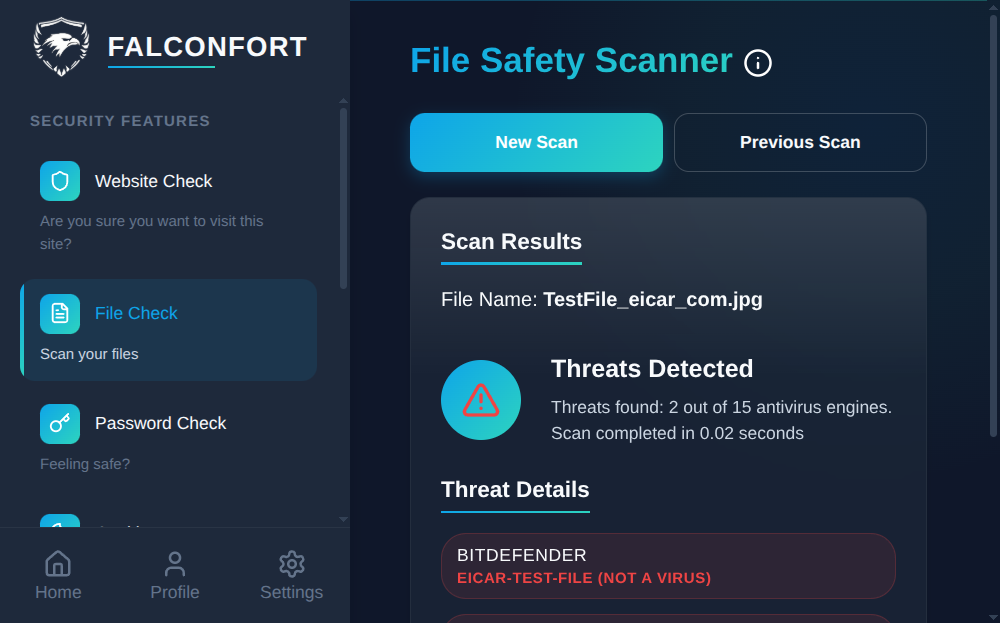 FALCONFORT
SECURITY FEATURES
Website Check
Are you sure you want to visit this
site?
File Check
Scan your files
Password Check
Feeling safe?
Home
Profile
Settings
File Safety Scanner
New Scan
Previous Scan
Scan Results
File Name: TestFile_eicar_com.jpg
Threats Detected
Threats found: 2 out of 15 antivirus engines.
Scan completed in 0.02 seconds
Threat Details
BITDEFENDER
EICAR-TEST-FILE (NOT A VIRUS)